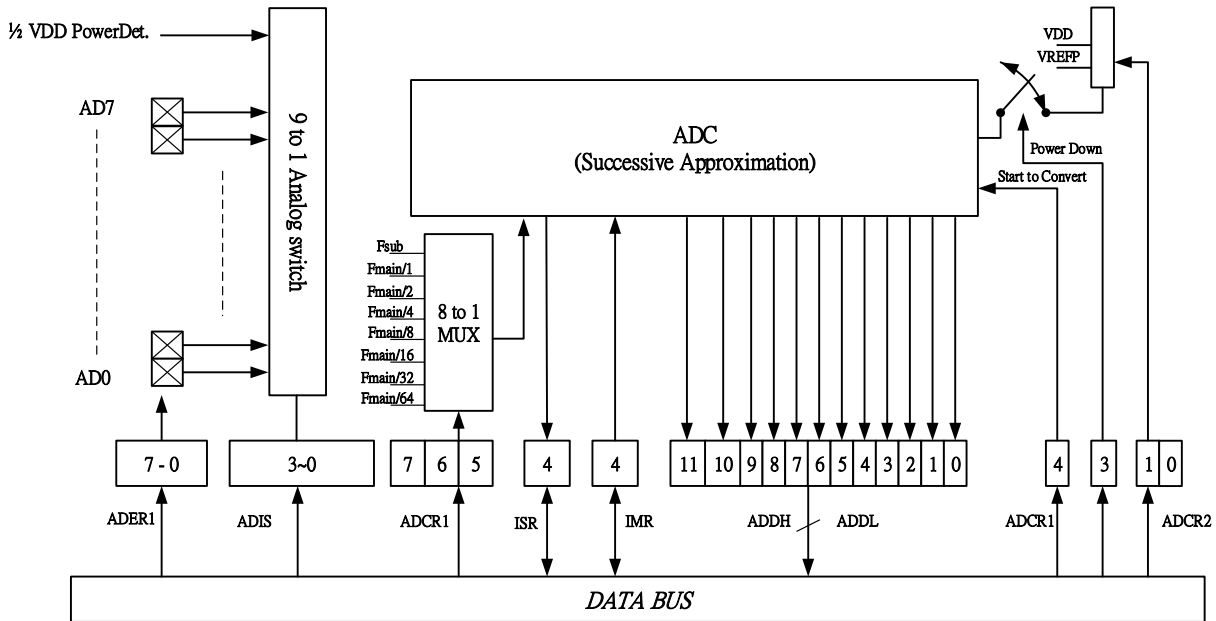 ½ VDD PowerDet.
AD7
AD0
9 to 1 Analog switch
ADC
(Successive Approximation)
VDD
VREFP
Power Down
Start to Convert
Fsub
Fmain/1
Fmain/2
Fmain/4
Fmain/8
Fmain/16
Fmain/32
Fmain/64
8 to 1
MUX
7 - 0
3~0
7 6 5
4
4
11 10 9 8 7 6 5 4 3 2 1 0
4
3
1 0
ADER1
ADIS
ADCR1
ISR
IMR
ADDH
ADDL
ADCR1
ADCR2
DATA BUS